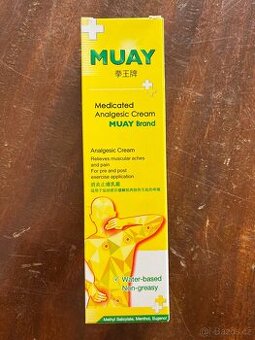 MUAY
拳王牌
Medicated
Analgesic Cream
MUAY Brand
Analgesic Cream
Relieves muscular aches
and pain
For pre and post
exercise application
Water-based
Non-greasy
Methyl Salicylate, Menthol, Eugenol